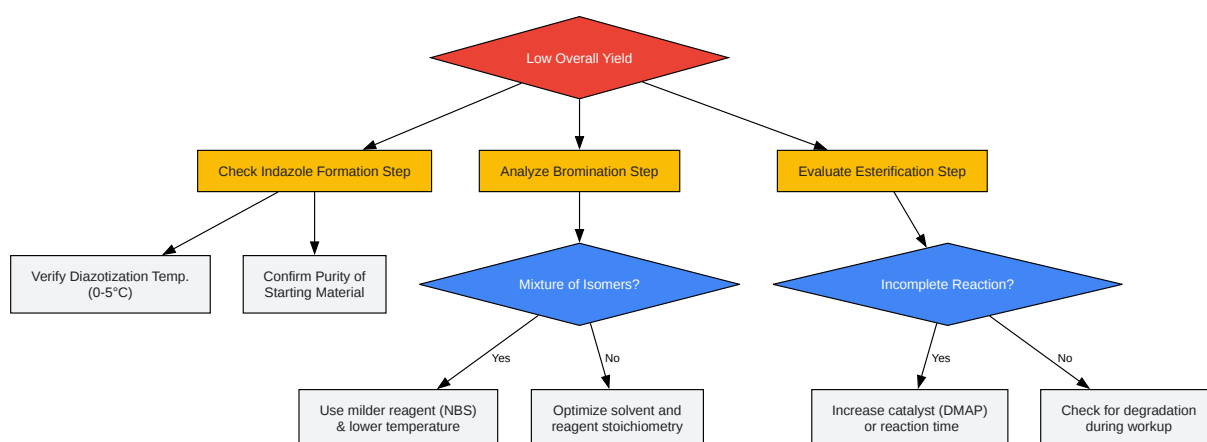 Low Overall Yield
Check Indazole Formation Step
Analyze Bromination Step
Evaluate Esterification Step
Verify Diazotization Temp.
(0-5°C)
Confirm Purity of
Starting Material
Mixture of Isomers?
Incomplete Reaction?
Yes
No
Yes
No
Use milder reagent (NBS)
& lower temperature
Optimize solvent and
reagent stoichiometry
Increase catalyst (DMAP)
or reaction time
Check for degradation
during workup